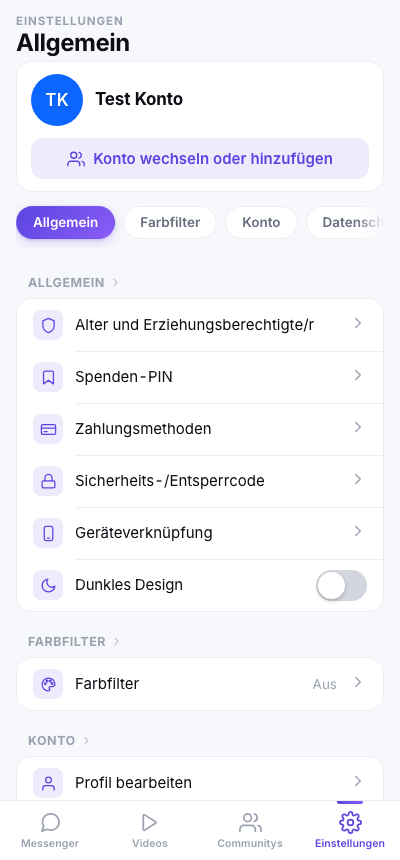 EINSTELLUNGEN
Allgemein
TK
Test Konto
Konto wechseln oder hinzufügen
Allgemein
Farbfilter
Konto
Datensch
ALLGEMEIN
Alter und Erziehungsberechtigte/r
Spenden-PIN
Zahlungsmethoden
Sicherheits-/Entsperrcode
Geräteverknüpfung
Dunkles Design
FARBFILTER
Farbfilter
Aus
KONTO
Profil bearbeiten
Messenger
Videos
Communitys
Einstellungen